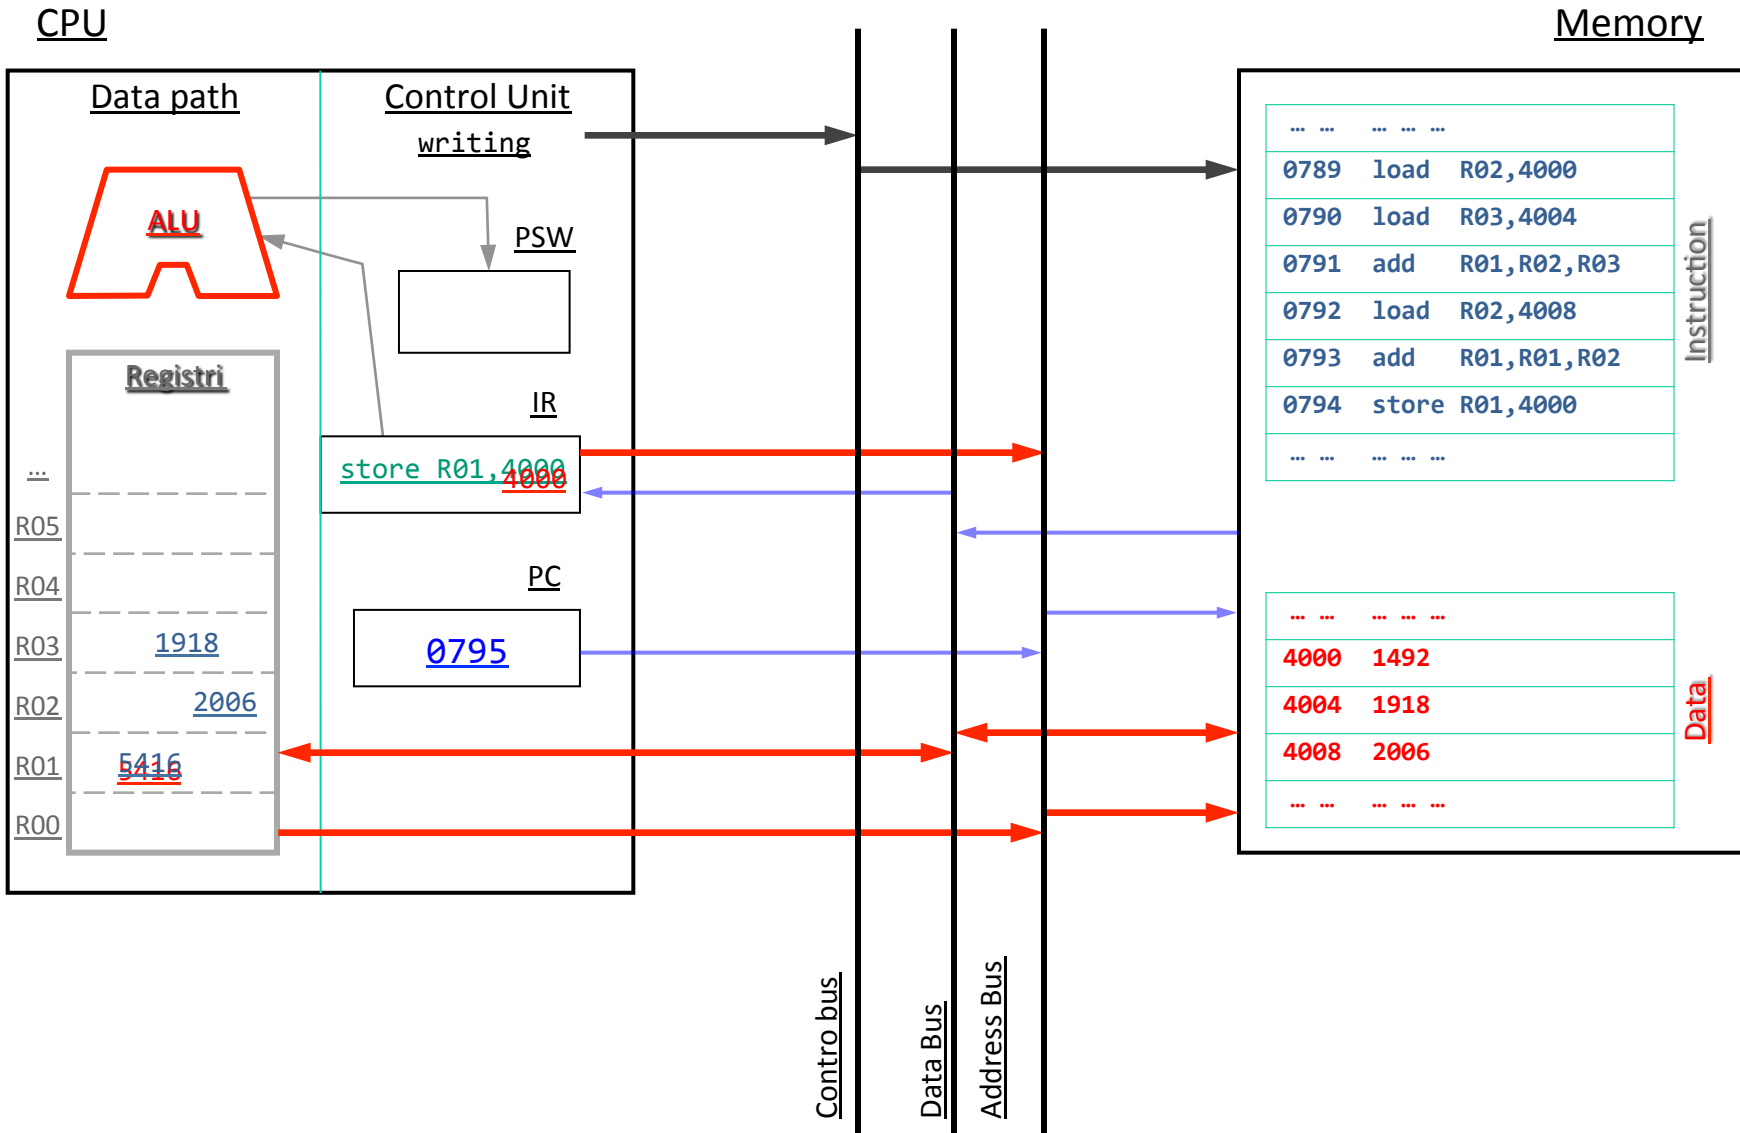 CPU
Memory
Data path
Control Unit
writing
ALU
PSW
Registri
IR
store R01,4000
4000
PC
0795
…
R05
R04
R03 1918
R02 2006
R01 5416
5416
R00
… … … … …
0789 load R02,4000
0790 load R03,4004
0791 add R01,R02,R03
0792 load R02,4008
0793 add R01,R01,R02
0794 store R01,4000
… … … … …
Instruction
… … … … …
4000 1492
4004 1918
4008 2006
… … … … …
Data
Contro bus
Data Bus
Address Bus